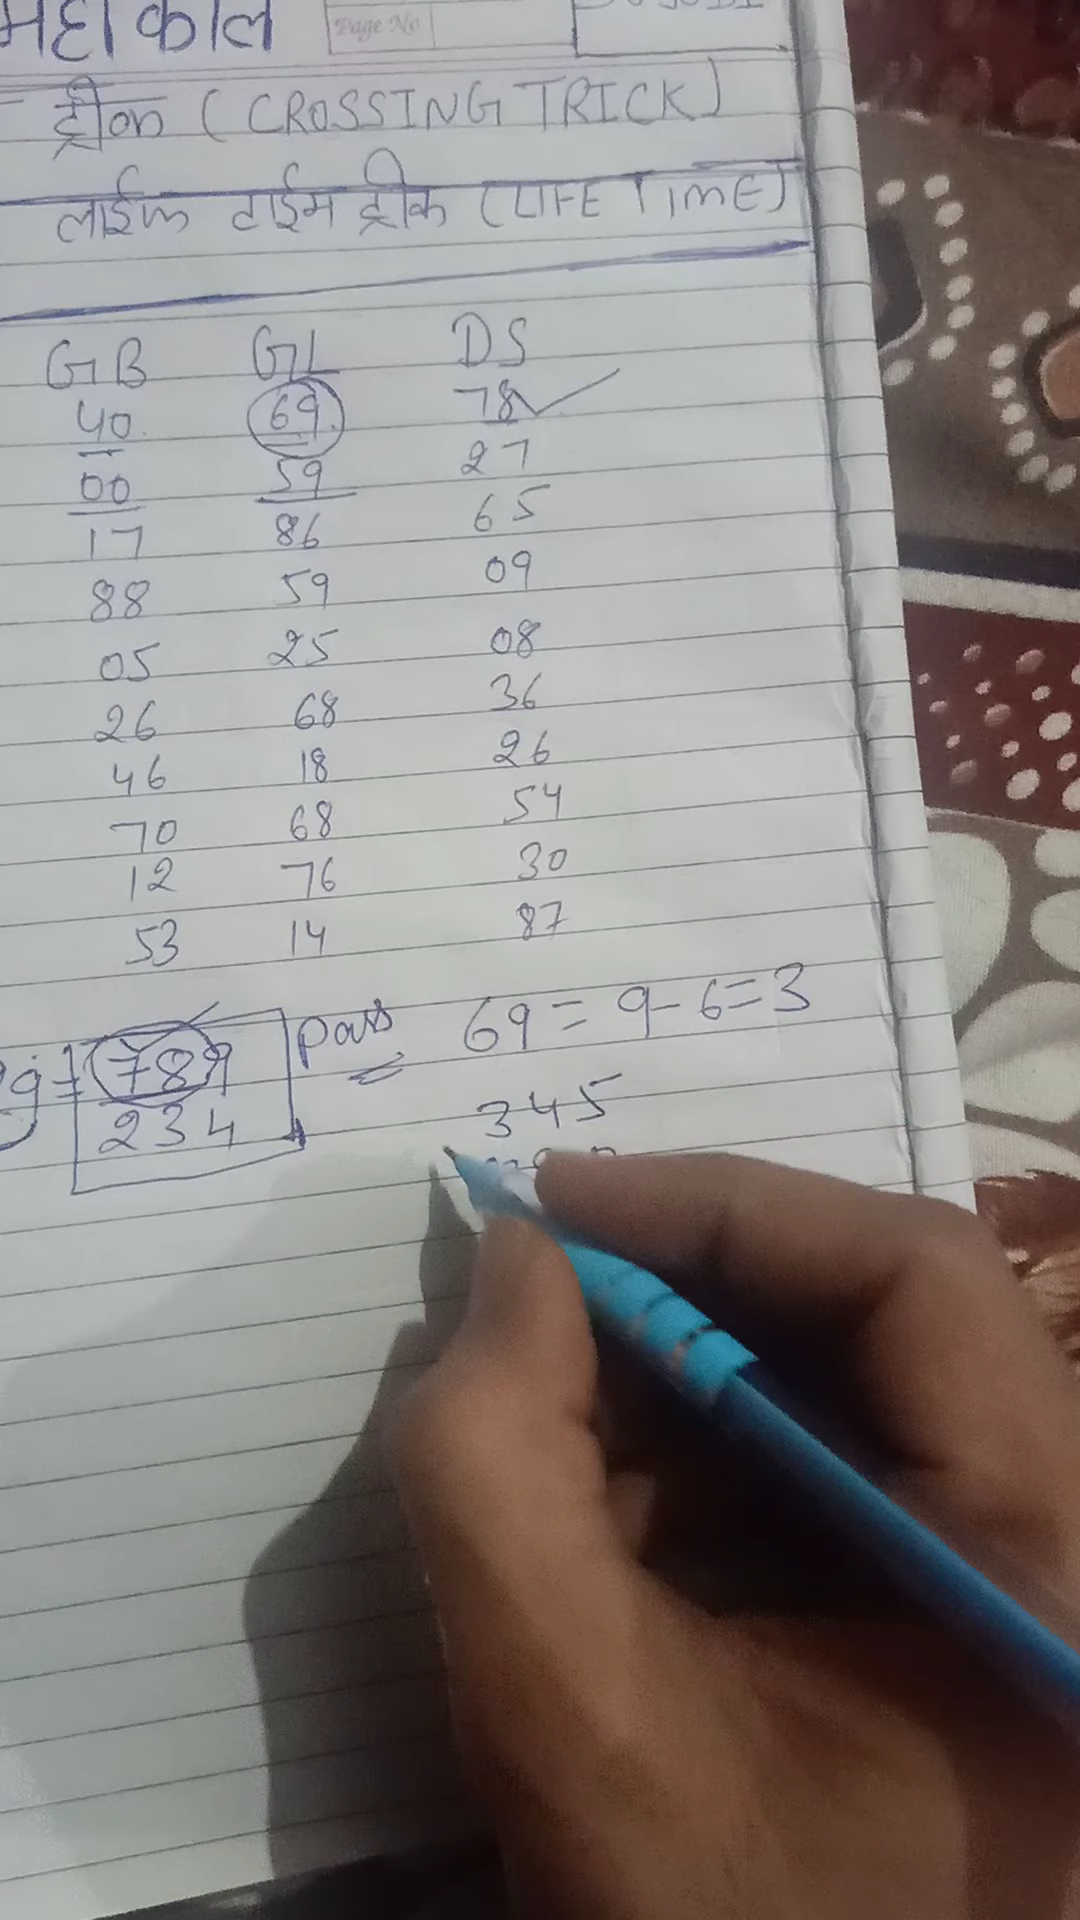 महाकाल Page No.
ट्रीक (CROSSING TRICK)
लाईफ टाईम ट्रीक (LIFE TIME)
GB GL DS
40 69 78
00 59 27
17 86 65
88 59 09
05 25 08
26 68 36
46 18 26
70 68 54
12 76 30
53 14 87
789 Pass 69 = 9-6=3
234 345